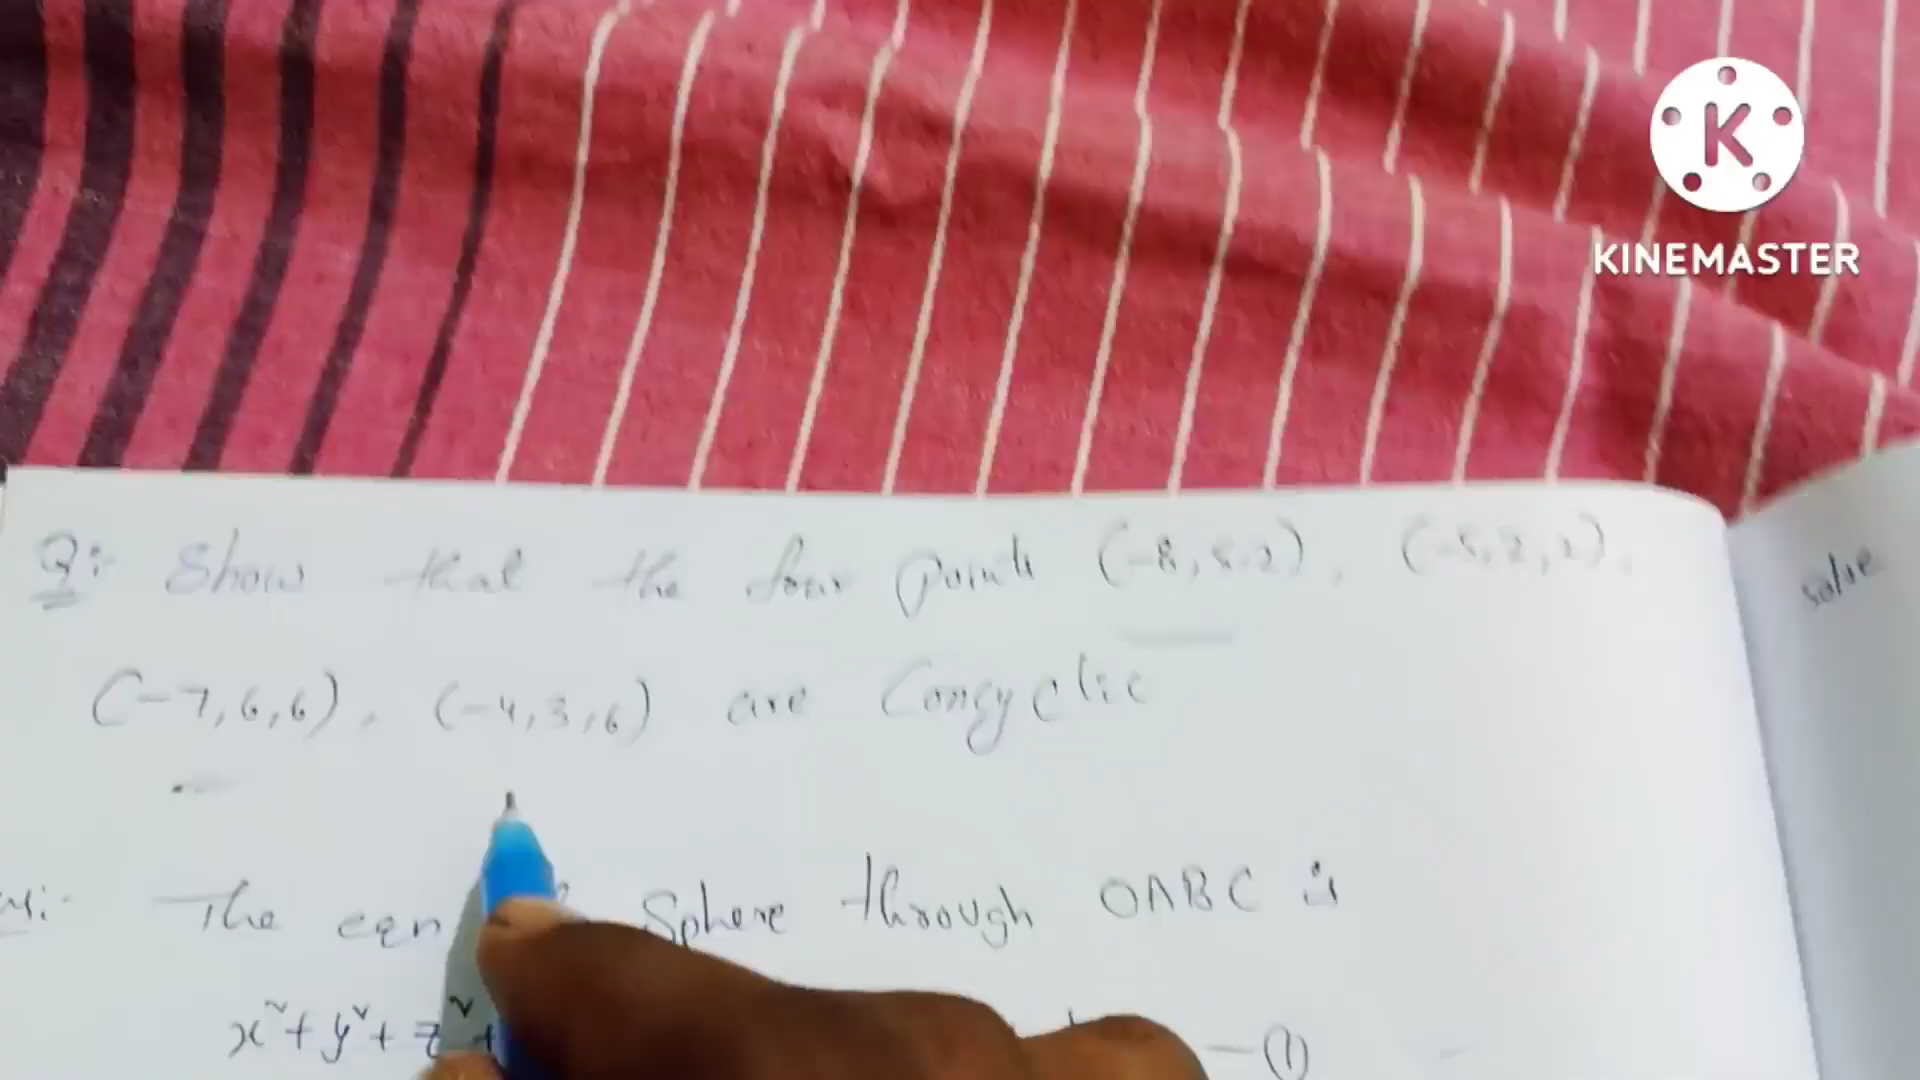 K
KINEMASTER
Q: Show that the four points (-8,5,2), (-5,2,2),
(-7,6,6), (-4,3,6) are Concyclic
The eqn Sphere through OABC is
x²+y²+z²+ —(1)
solve